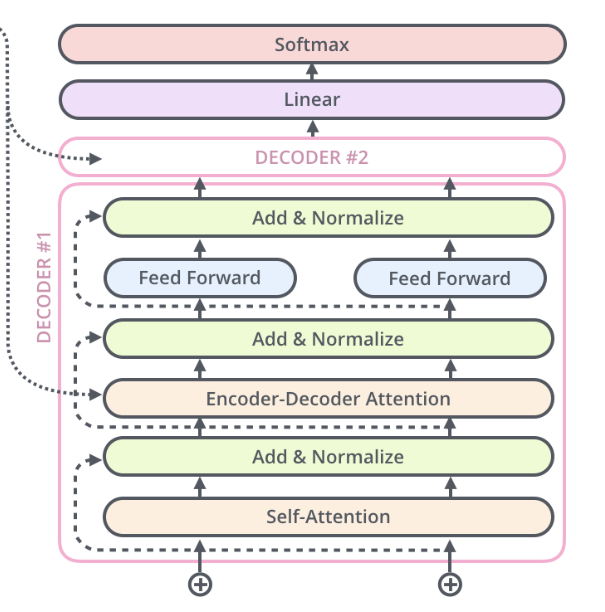 Softmax
Linear
DECODER #2
DECODER #1
Add & Normalize
Feed Forward
Feed Forward
Add & Normalize
Encoder-Decoder Attention
Add & Normalize
Self-Attention